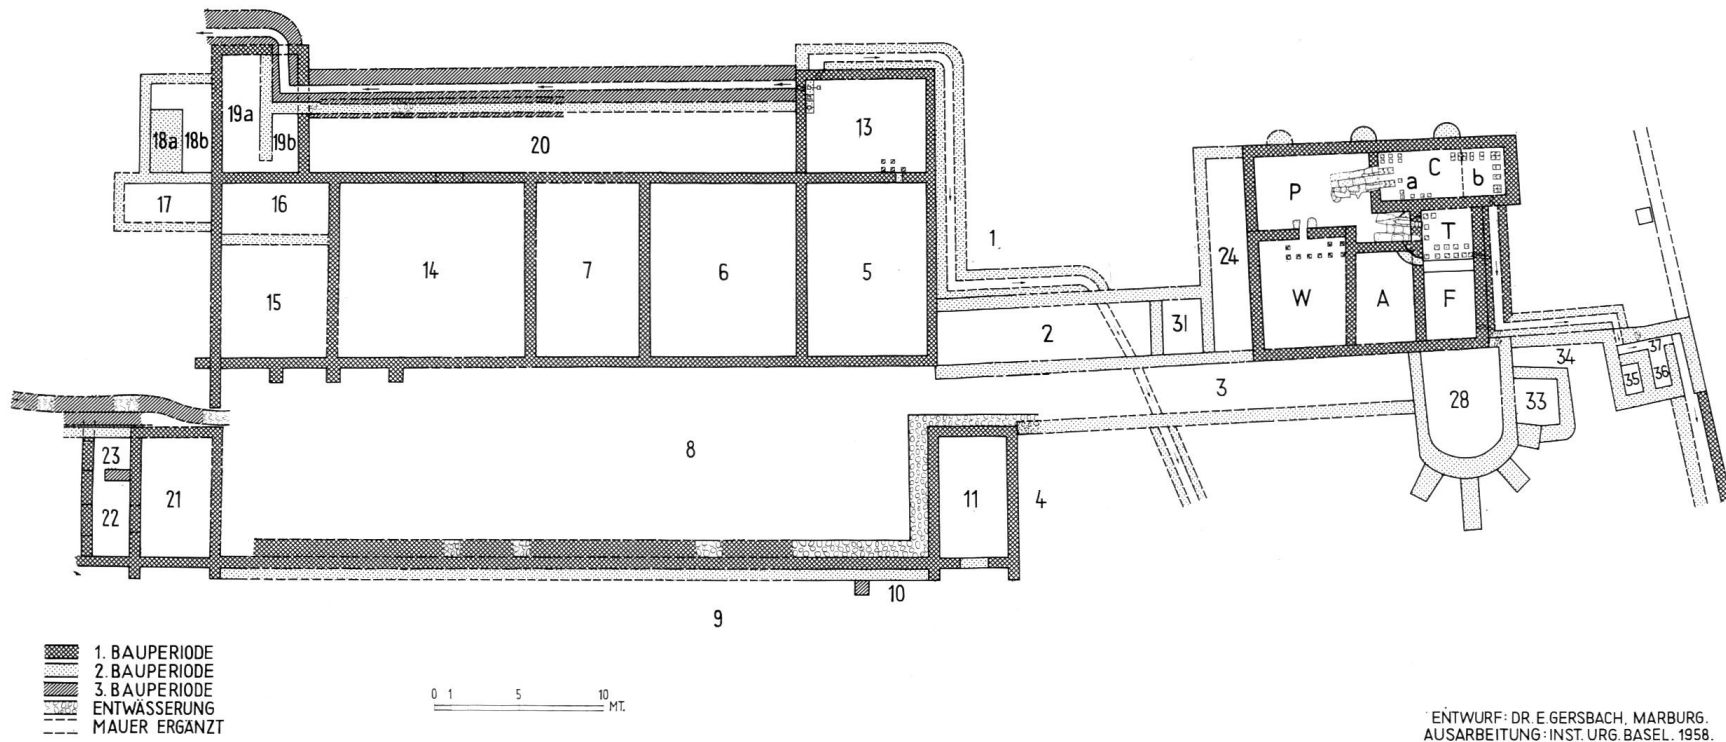 19a
18a 18b
19b
20
13
17
16
14
7
6
5
15
1
2
31
24
P
C
a
b
T
W
A
F
3
34
37
35
36
33
28
8
23
21
22
11
4
10
9
1. BAUPERIODE
2. BAUPERIODE
3. BAUPERIODE
ENTWÄSSERUNG
MAUER ERGÄNZT
0 1 5 10
MT.
ENTWURF: DR. E. GERSBACH, MARBURG.
AUSARBEITUNG: INST. URG. BASEL. 1958.